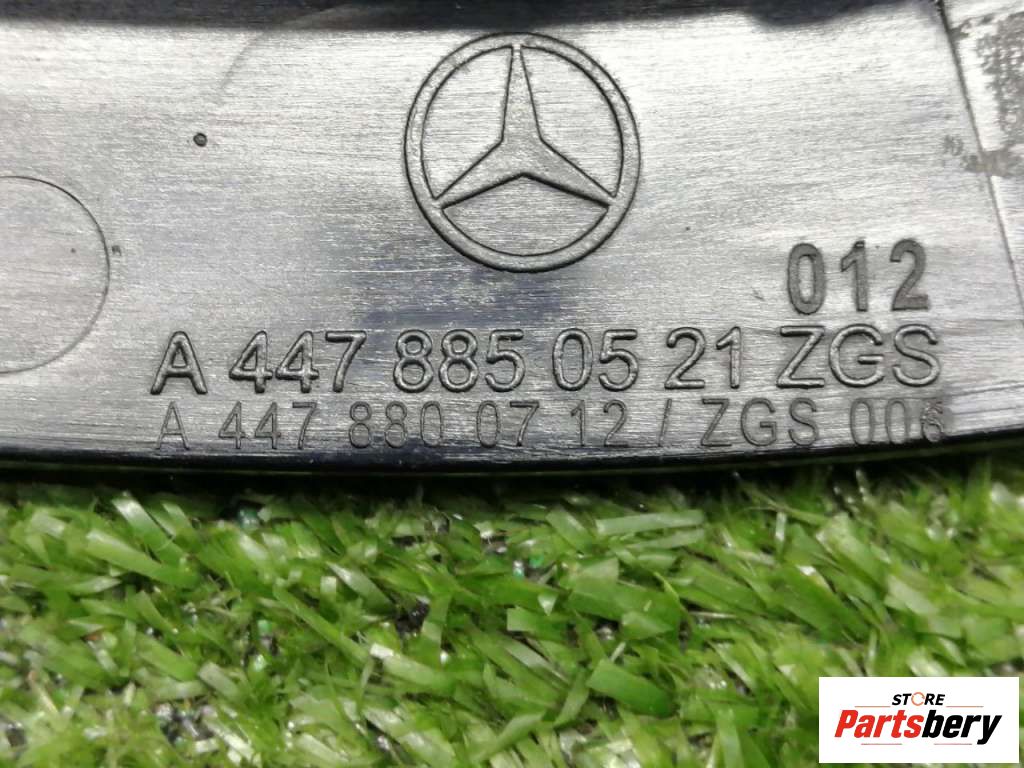 012
A 447 885 05 21 ZGS
A 447 880 07 12 / ZGS 006
STORE
Partsbery